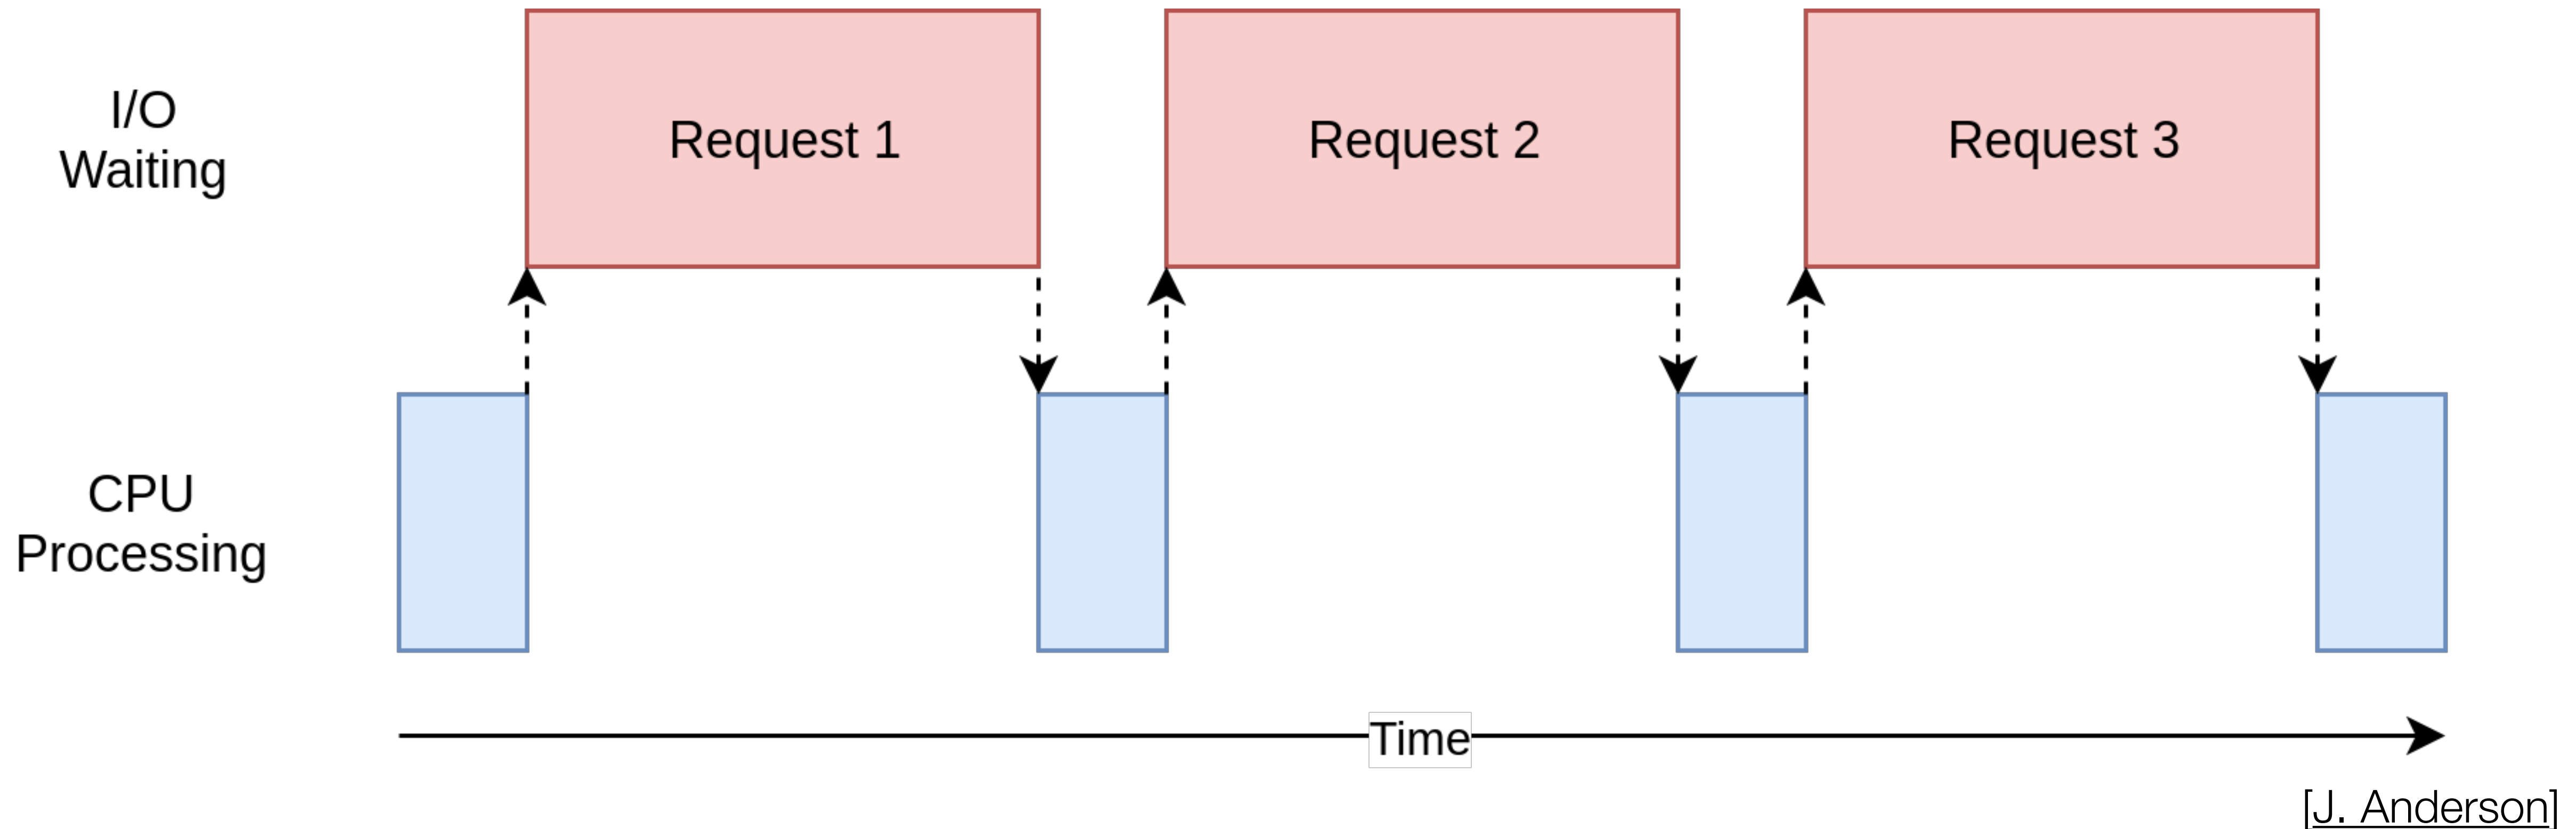 I/O
Waiting
Request 1
Request 2
Request 3
CPU
Processing
Time
[J. Anderson]